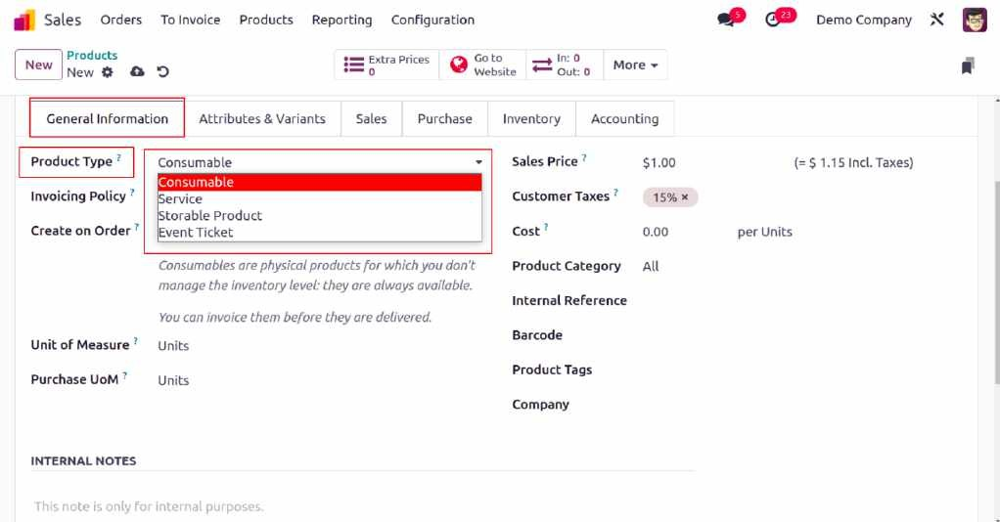 Sales Orders To Invoice Products Reporting Configuration 5 23 Demo Company
New Products Extra Prices Go to In: 0 More
New 0 Website Out: 0
General Information Attributes & Variants Sales Purchase Inventory Accounting
Product Type ? Consumable Sales Price ? $1.00 (= $ 1.15 Incl. Taxes)
Consumable
Invoicing Policy ? Service Customer Taxes ? 15% ×
Storable Product
Create on Order ? Event Ticket Cost ? 0.00 per Units
Consumables are physical products for which you don't Product Category All
manage the inventory level: they are always available.
Internal Reference
You can invoice them before they are delivered.
Unit of Measure ? Units Barcode
Purchase UoM ? Units Product Tags
Company
INTERNAL NOTES
This note is only for internal purposes.